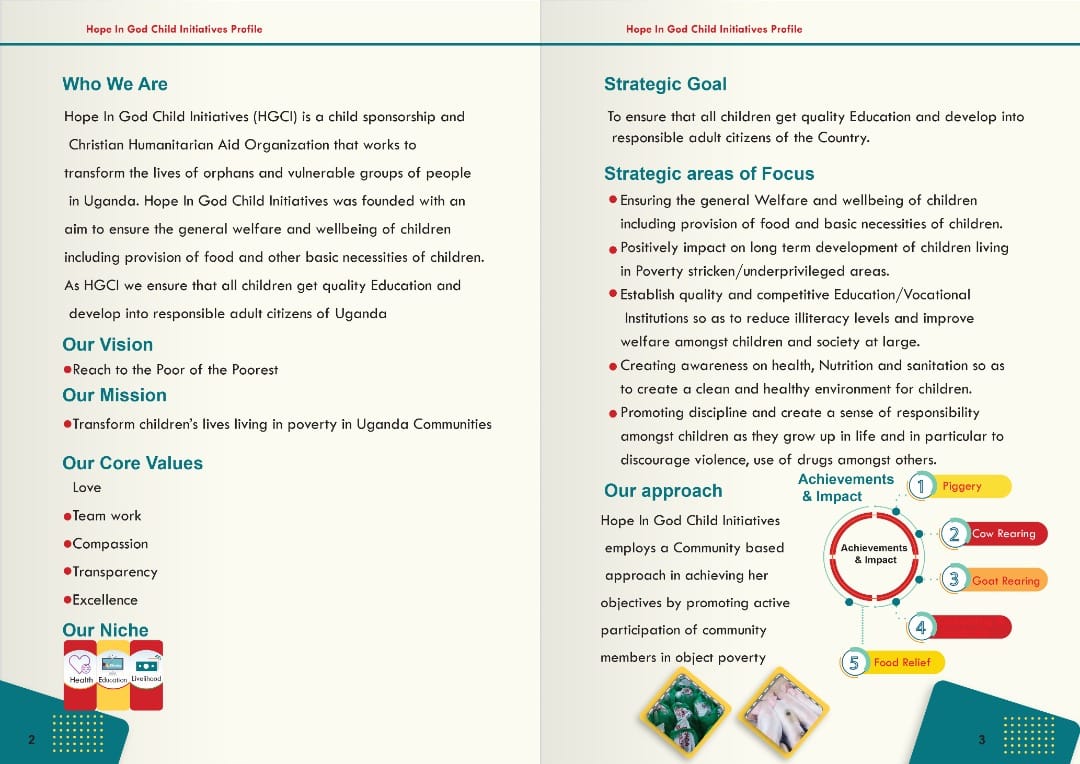 Hope In God Child Initiatives Profile
Who We Are
Hope In God Child Initiatives (HGCI) is a child sponsorship and
Christian Humanitarian Aid Organization that works to
transform the lives of orphans and vulnerable groups of people
in Uganda. Hope In God Child Initiatives was founded with an
aim to ensure the general welfare and wellbeing of children
including provision of food and other basic necessities of children.
As HGCI we ensure that all children get quality Education and
develop into responsible adult citizens of Uganda
Our Vision
Reach to the Poor of the Poorest
Our Mission
Transform children's lives living in poverty in Uganda Communities
Our Core Values
Love
Team work
Compassion
Transparency
Excellence
Our Niche
Health
Education
Livelihood
2
Hope In God Child Initiatives Profile
Strategic Goal
To ensure that all children get quality Education and develop into
responsible adult citizens of the Country.
Strategic areas of Focus
Ensuring the general Welfare and wellbeing of children
including provision of food and basic necessities of children.
Positively impact on long term development of children living
in Poverty stricken/underprivileged areas.
Establish quality and competitive Education/Vocational
Institutions so as to reduce illiteracy levels and improve
welfare amongst children and society at large.
Creating awareness on health, Nutrition and sanitation so as
to create a clean and healthy environment for children.
Promoting discipline and create a sense of responsibility
amongst children as they grow up in life and in particular to
discourage violence, use of drugs amongst others.
Our approach
Hope In God Child Initiatives
employs a Community based
approach in achieving her
objectives by promoting active
participation of community
members in object poverty
Achievements
& Impact
Achievements
& Impact
1 Piggery
2 Cow Rearing
3 Goat Rearing
4
5 Food Relief
3